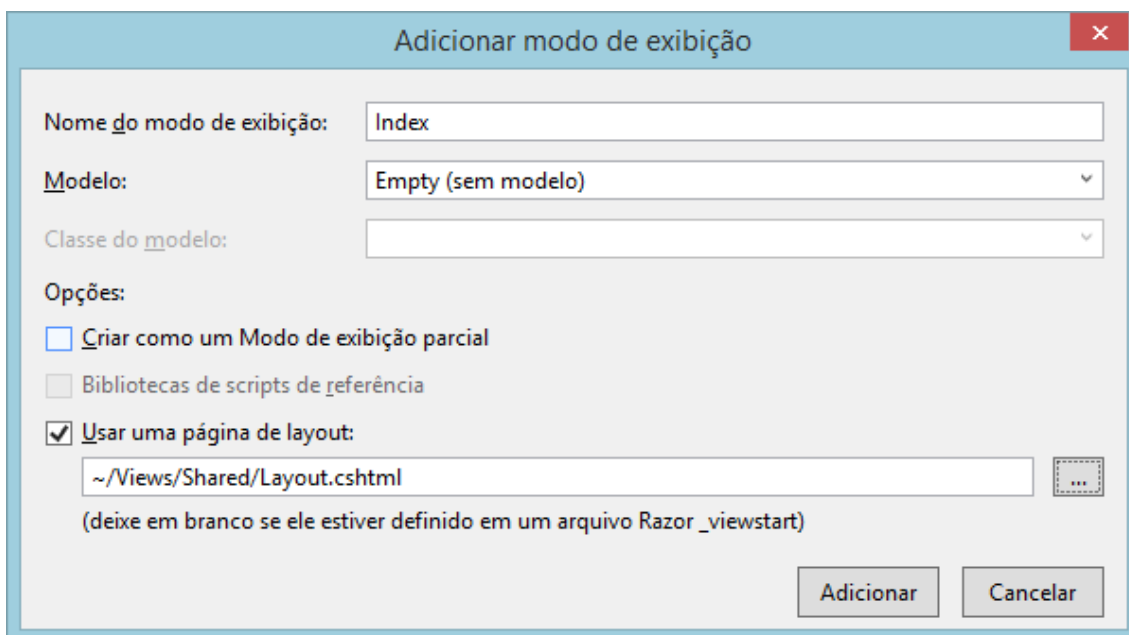 Adicionar modo de exibição
Nome do modo de exibição: Index
Modelo: Empty (sem modelo)
Classe do modelo:
Opções:
Criar como um Modo de exibição parcial
Bibliotecas de scripts de referência
Usar uma página de layout:
~/Views/Shared/Layout.cshtml ...
(deixe em branco se ele estiver definido em um arquivo Razor _viewstart)
Adicionar Cancelar